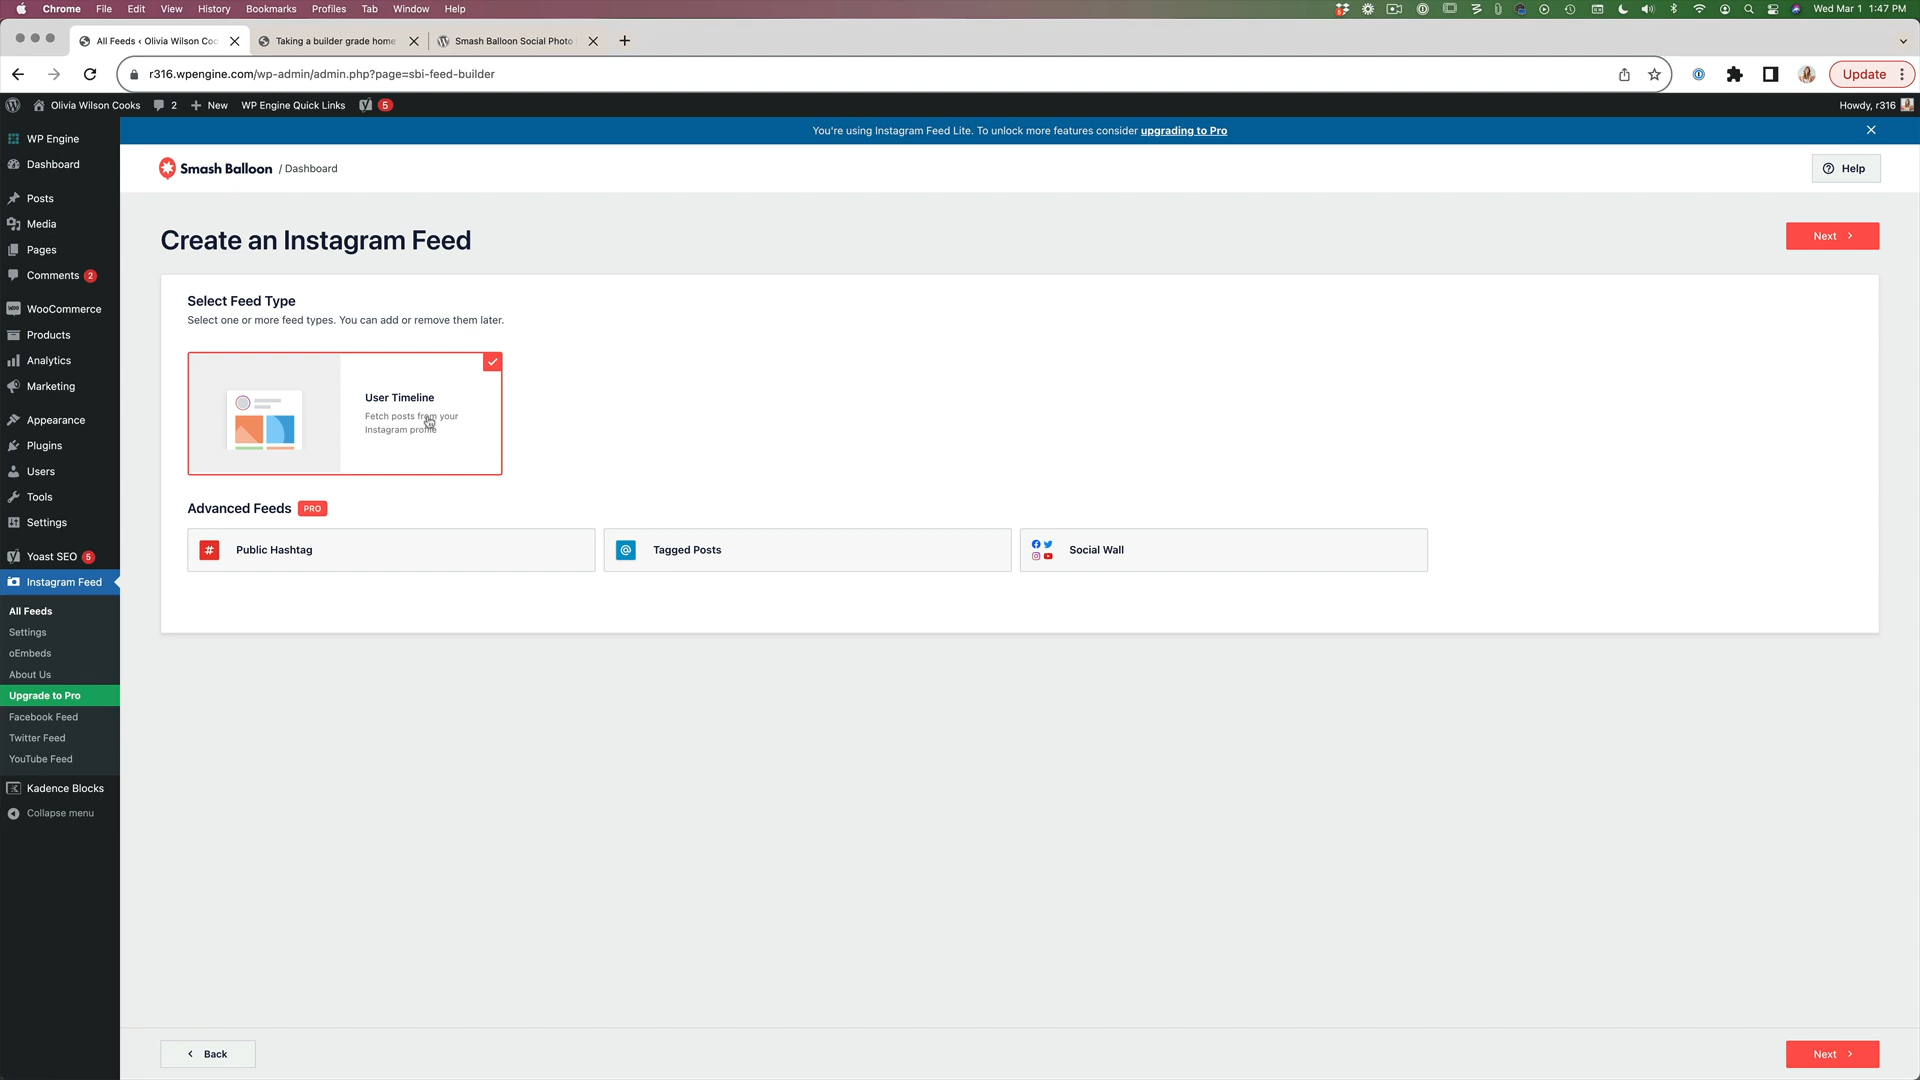 Chrome File Edit View History Bookmarks Profiles Tab Window Help
Wed Mar 1 1:47 PM
All Feeds ‹ Olivia Wilson Coo
Taking a builder grade home
Smash Balloon Social Photo
r316.wpengine.com/wp-admin/admin.php?page=sbi-feed-builder
Update
Olivia Wilson Cooks 2 New WP Engine Quick Links 5
Howdy, r316
You're using Instagram Feed Lite. To unlock more features consider upgrading to Pro
WP Engine
Dashboard
Posts
Media
Pages
Comments 2
WooCommerce
Products
Analytics
Marketing
Appearance
Plugins
Users
Tools
Settings
Yoast SEO 5
Instagram Feed
All Feeds
Settings
oEmbeds
About Us
Upgrade to Pro
Facebook Feed
Twitter Feed
YouTube Feed
Kadence Blocks
Collapse menu
Smash Balloon / Dashboard
Help
Create an Instagram Feed
Next
Select Feed Type
Select one or more feed types. You can add or remove them later.
User Timeline
Fetch posts from your
Instagram profile
Advanced Feeds PRO
# Public Hashtag
@ Tagged Posts
Social Wall
Back
Next